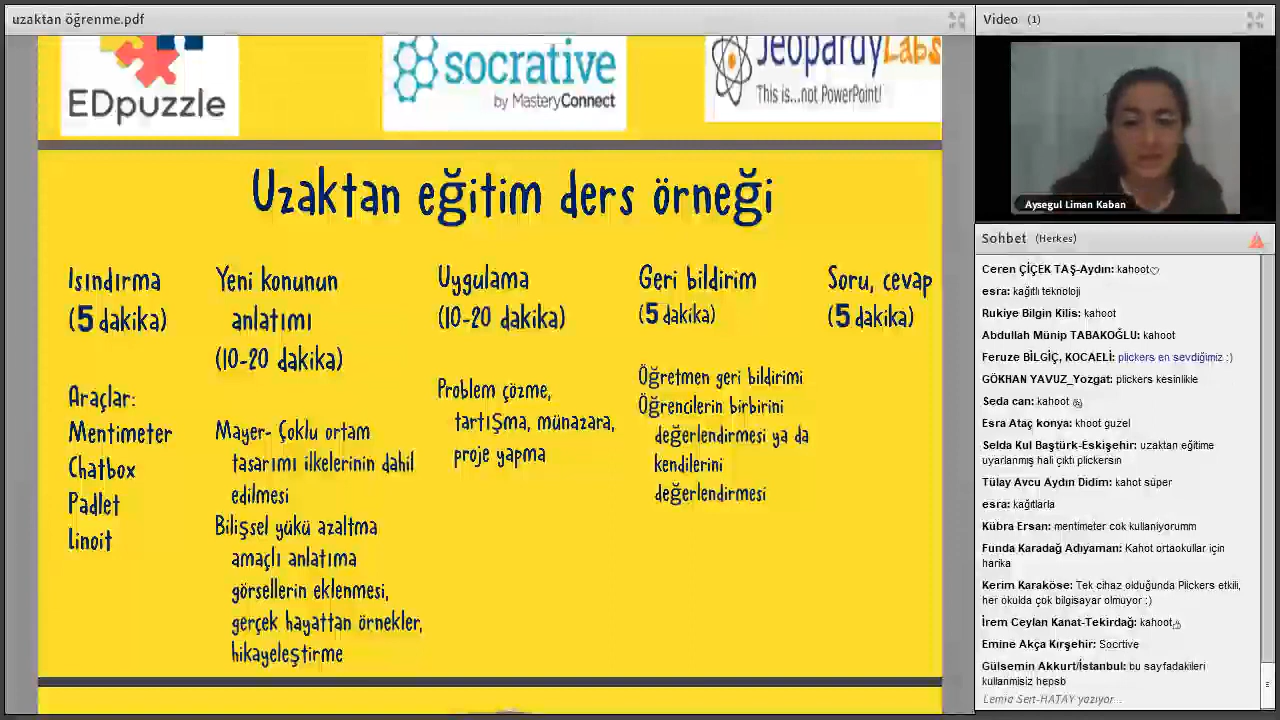 uzaktan öğrenme.pdf
EDpuzzle
socrative
by MasteryConnect
JeopardyLabs
This is...not PowerPoint!
Uzaktan eğitim ders örneği
Isındırma
(5 dakika)
Araçlar:
Mentimeter
Chatbox
Padlet
Linoit
Yeni konunun
anlatımı
(10-20 dakika)
Mayer- Çoklu ortam
tasarımı ilkelerinin dahil
edilmesi
Bilişsel yükü azaltma
amaçlı anlatıma
görsellerin eklenmesi,
gerçek hayattan örnekler,
hikayeleştirme
Uygulama
(10-20 dakika)
Problem çözme,
tartışma, münazara,
proje yapma
Geri bildirim
(5 dakika)
Öğretmen geri bildirimi
Öğrencilerin birbirini
değerlendirmesi ya da
kendilerini
değerlendirmesi
Soru, cevap
(5 dakika)
Video (1)
Aysegul Liman Kaban
Sohbet (Herkes)
Ceren ÇİÇEK TAŞ-Aydın: kahoot♡
esra: kağıtlı teknoloji
Rukiye Bilgin Kilis: kahoot
Abdullah Münip TABAKOĞLU: kahoot
Feruze BİLGİÇ, KOCAELİ: plickers en sevdiğimiz :)
GÖKHAN YAVUZ_Yozgat: plickers kesinlikle
Seda can: kahoot
Esra Ataç konya: khoot guzel
Selda Kul Baştürk-Eskişehir: uzaktan eğitime
uyarlanmış hali çıktı plickersın
Tülay Avcu Aydın Didim: kahot süper
esra: kağıtlarla
Kübra Ersan: mentimeter cok kullaniyorumm
Funda Karadağ Adıyaman: Kahot ortaokullar için
harika
Kerim Karaköse: Tek cihaz olduğunda Plickers etkili,
her okulda çok bilgisayar olmuyor :)
İrem Ceylan Kanat-Tekirdağ: kahoot
Emine Akça Kırşehir: Socrtive
Gülsemin Akkurt/İstanbul: bu sayfadakileri
kullanmisiz hepsb
Lemia Sert-HATAY yazıyor...